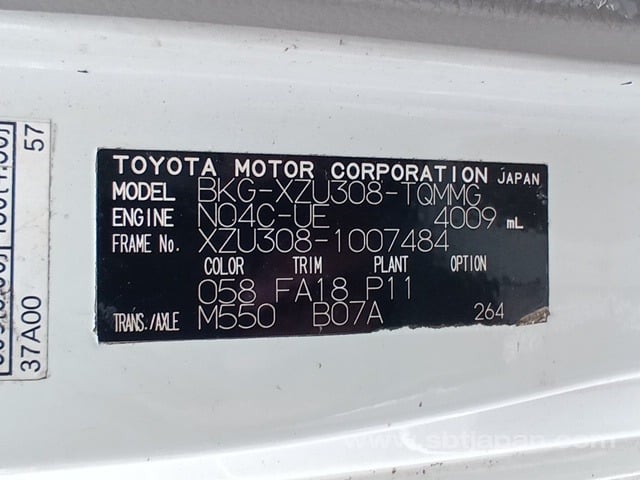 TOYOTA MOTOR CORPORATION JAPAN
MODEL BKG-XZU308-TQMMG
ENGINE N04C-UE 4009 mL
FRAME No. XZU308-1007484
COLOR TRIM PLANT OPTION
058 FA18 P11
TRANS./AXLE M550 B07A 264
37A00 57
www.sbtjapan.com